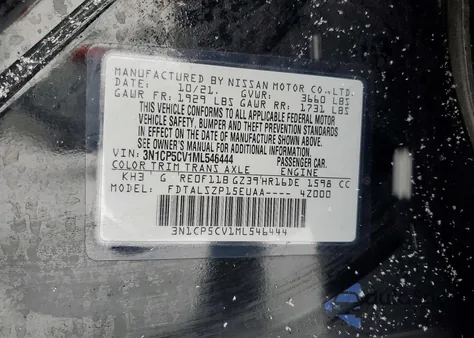 MANUFACTURED BY NISSAN MOTOR CO.,LTD.
DATE: 10/21. GVWR: 3660 LBS
GAWR FR: 1929 LBS GAWR RR: 1731 LBS
THIS VEHICLE CONFORMS TO ALL APPLICABLE FEDERAL MOTOR
VEHICLE SAFETY, BUMPER AND THEFT PREVENTION STANDARDS
IN EFFECT ON THE DATE OF MANUFACTURE SHOWN ABOVE.
SEE OWNER'S MANUAL FOR ADDITIONAL INFORMATION.
VIN: 3N1CP5CV1ML546444 PASSENGER CAR.
COLOR TRIM TRANS AXLE ENGINE
KH3 G RE0F11B GZ39 HR16DE 1598 CC
MODEL: FDTALSZP15EUAA---- 4Z000
3N1CP5CV1ML546444